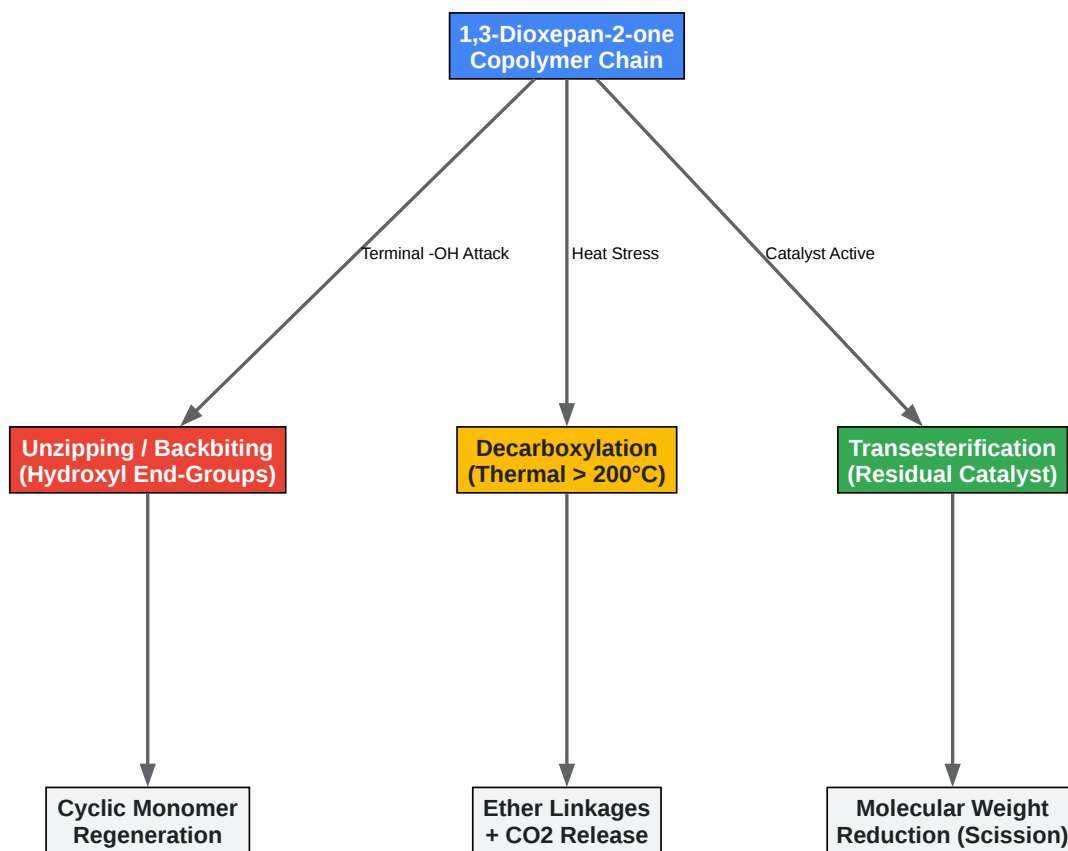 1,3-Dioxepan-2-one
Copolymer Chain
Terminal -OH Attack
Heat Stress
Catalyst Active
Unzipping / Backbiting
(Hydroxyl End-Groups)
Decarboxylation
(Thermal > 200°C)
Transesterification
(Residual Catalyst)
Cyclic Monomer
Regeneration
Ether Linkages
+ CO2 Release
Molecular Weight
Reduction (Scission)